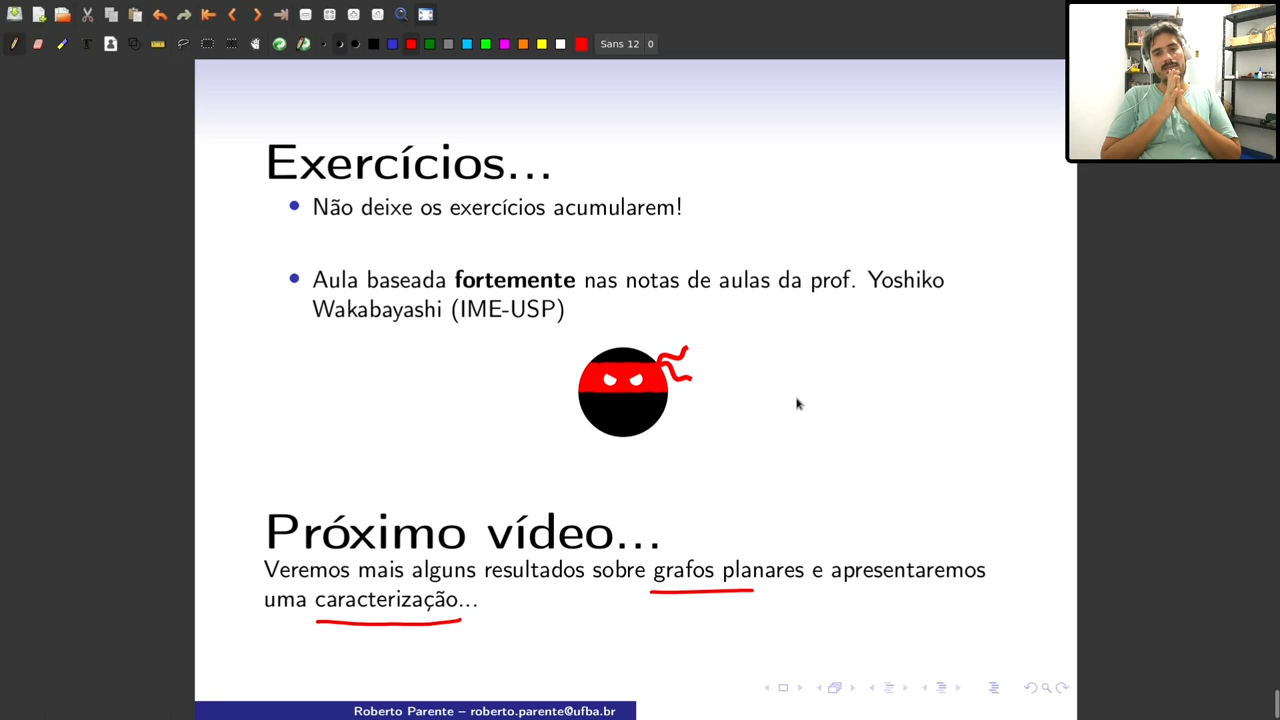 Sans 12 0
Exercícios...
Não deixe os exercícios acumularem!
Aula baseada fortemente nas notas de aulas da prof. Yoshiko
Wakabayashi (IME-USP)
Próximo vídeo...
Veremos mais alguns resultados sobre grafos planares e apresentaremos
uma caracterização...
Roberto Parente – roberto.parente@ufba.br